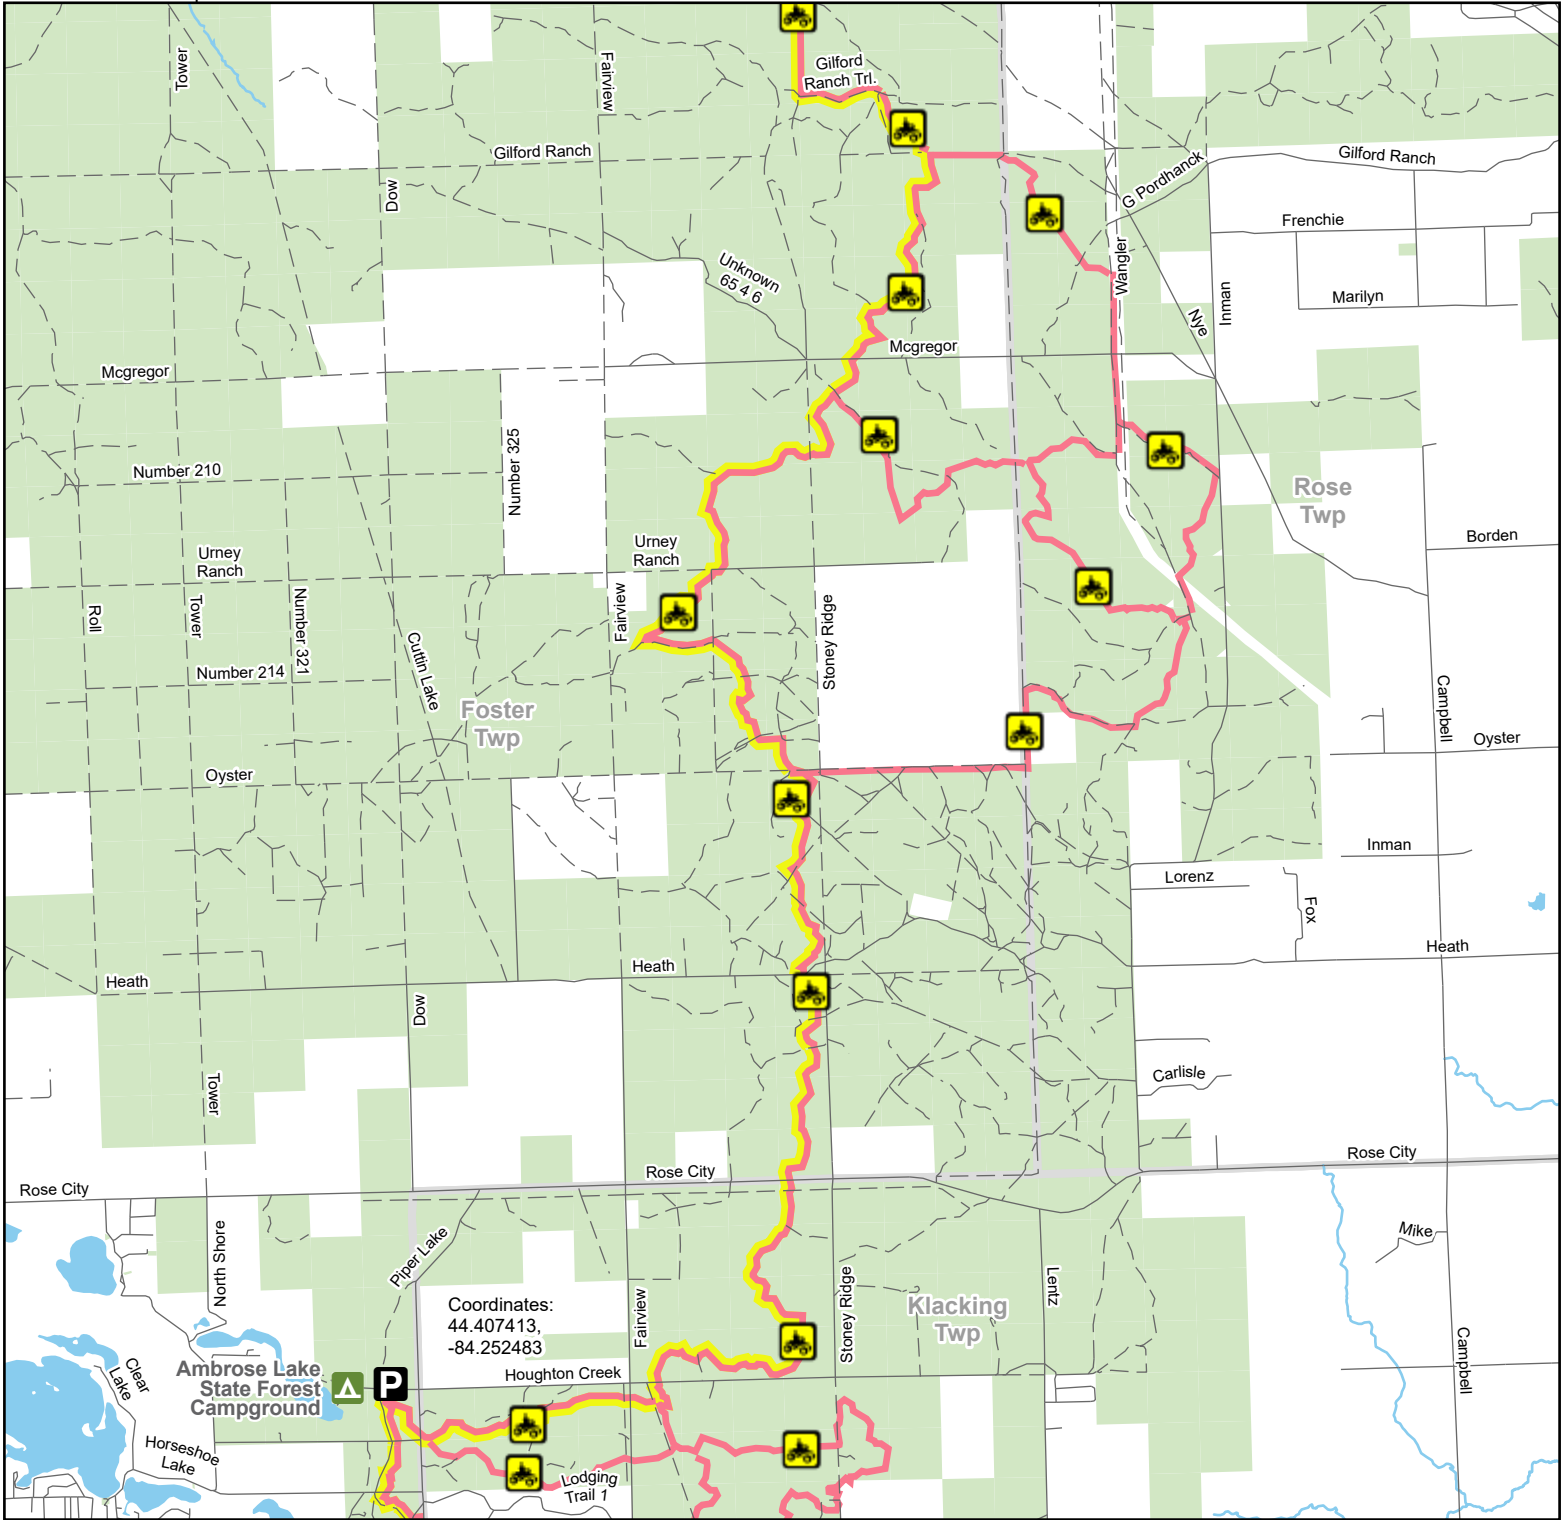 Tower
Fairview
Gilford
Ranch Trl.
Gilford Ranch
Gilford Ranch
Dow
G Pordhanck
Frenchie
Wangler
Unknown
65 4 6
Inman
Marilyn
Nye
Mcgregor
Mcgregor
Number 210
Number 325
Rose
Twp
Urney
Ranch
Urney
Ranch
Borden
Roll
Tower
Number 321
Cuttin Lake
Fairview
Stoney Ridge
Number 214
Foster
Twp
Campbell
Oyster
Oyster
Inman
Lorenz
Fox
Heath
Heath
Heath
Dow
Tower
Carlisle
Rose City
Rose City
Rose City
North Shore
Piper Lake
Mike
Coordinates:
44.407413,
-84.252483
Fairview
Stoney Ridge
Klacking
Twp
Lentz
Campbell
Clear
Lake
Ambrose Lake
State Forest
Campground
P
Houghton Creek
Horseshoe
Lake
Lodging
Trail 1